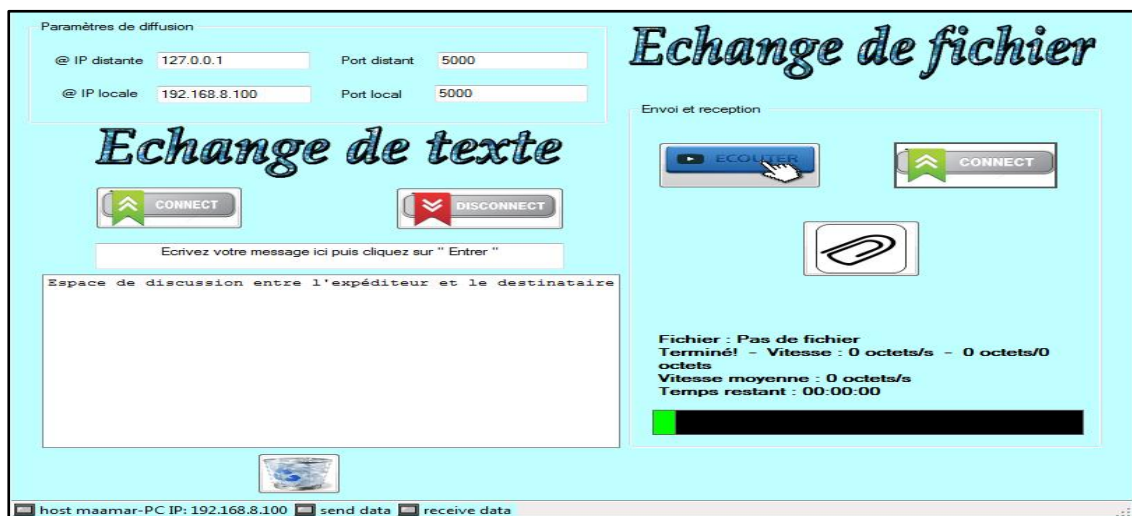 Paramètres de diffusion
@ IP distante 127.0.0.1 Port distant 5000
@ IP locale 192.168.8.100 Port local 5000
Echange de texte
CONNECT DISCONNECT
Ecrivez votre message ici puis cliquez sur " Entrer "
Espace de discussion entre l'expéditeur et le destinataire
Echange de fichier
Envoi et reception
ECOUTER CONNECT
Fichier : Pas de fichier
Terminé! - Vitesse : 0 octets/s - 0 octets/0
octets
Vitesse moyenne : 0 octets/s
Temps restant : 00:00:00
host maamar-PC IP: 192.168.8.100 send data receive data